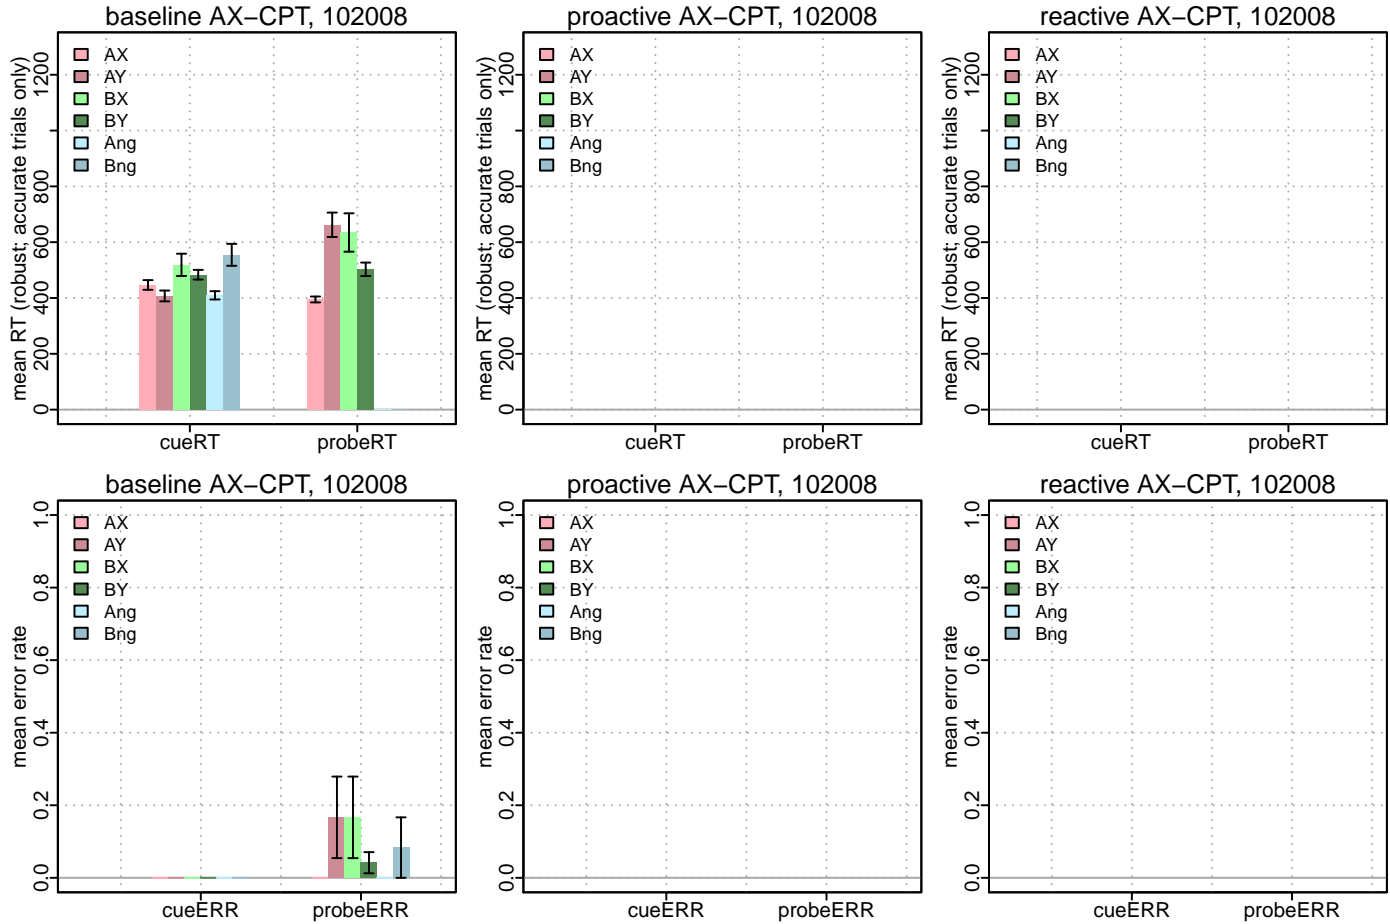 baseline AX−CPT, 102008
mean RT (robust; accurate trials only)
1200
800
600
400
200
0
AX
AY
BX
BY
Ang
Bng
cueRT
probeRT
proactive AX−CPT, 102008
mean RT (robust; accurate trials only)
1200
800
600
400
200
0
AX
AY
BX
BY
Ang
Bng
cueRT
probeRT
reactive AX−CPT, 102008
mean RT (robust; accurate trials only)
1200
800
600
400
200
0
AX
AY
BX
BY
Ang
Bng
cueRT
probeRT
baseline AX−CPT, 102008
mean error rate
1.0
0.8
0.6
0.4
0.2
0.0
AX
AY
BX
BY
Ang
Bng
cueERR
probeERR
proactive AX−CPT, 102008
mean error rate
1.0
0.8
0.6
0.4
0.2
0.0
AX
AY
BX
BY
Ang
Bng
cueERR
probeERR
reactive AX−CPT, 102008
mean error rate
1.0
0.8
0.6
0.4
0.2
0.0
AX
AY
BX
BY
Ang
Bng
cueERR
probeERR